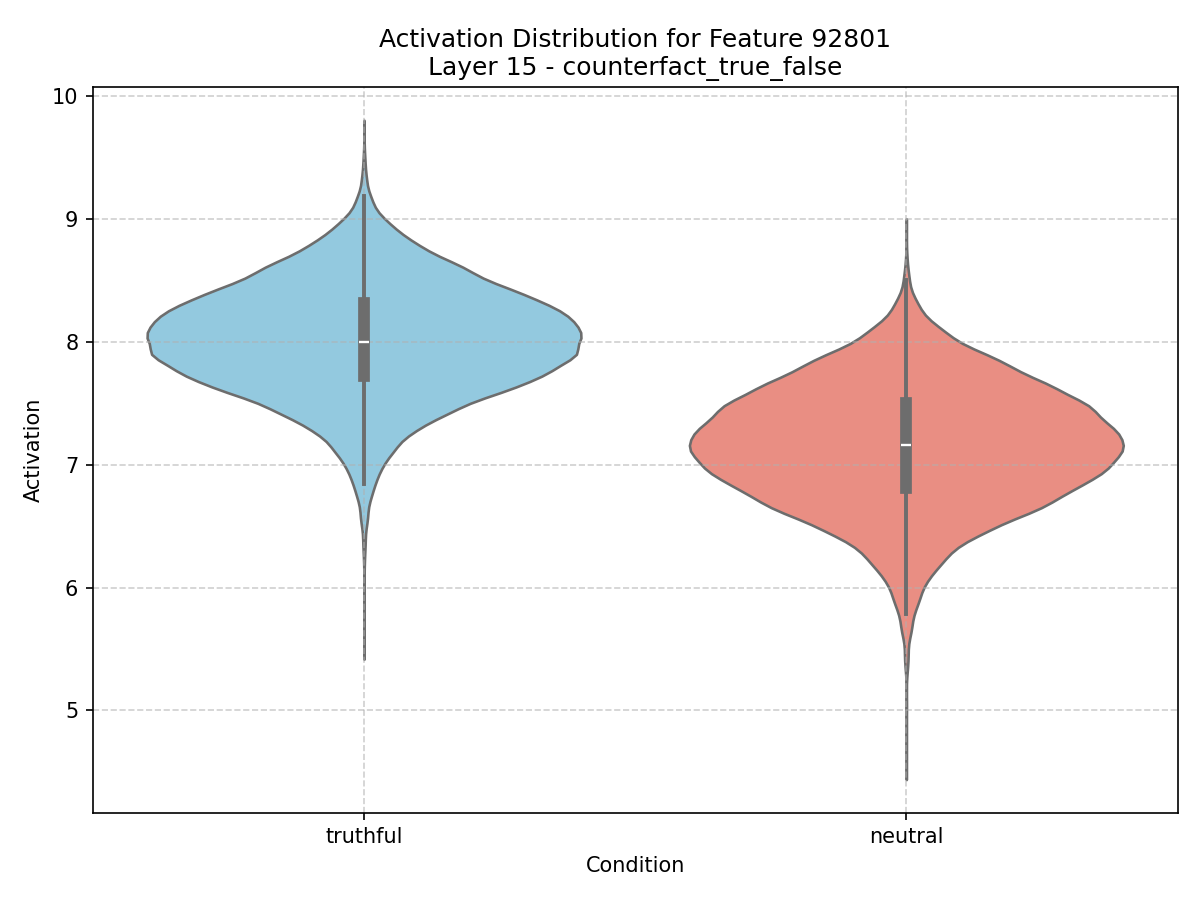 Activation Distribution for Feature 92801
Layer 15 - counterfact_true_false
10
9
8
7
6
5
Activation
truthful
neutral
Condition